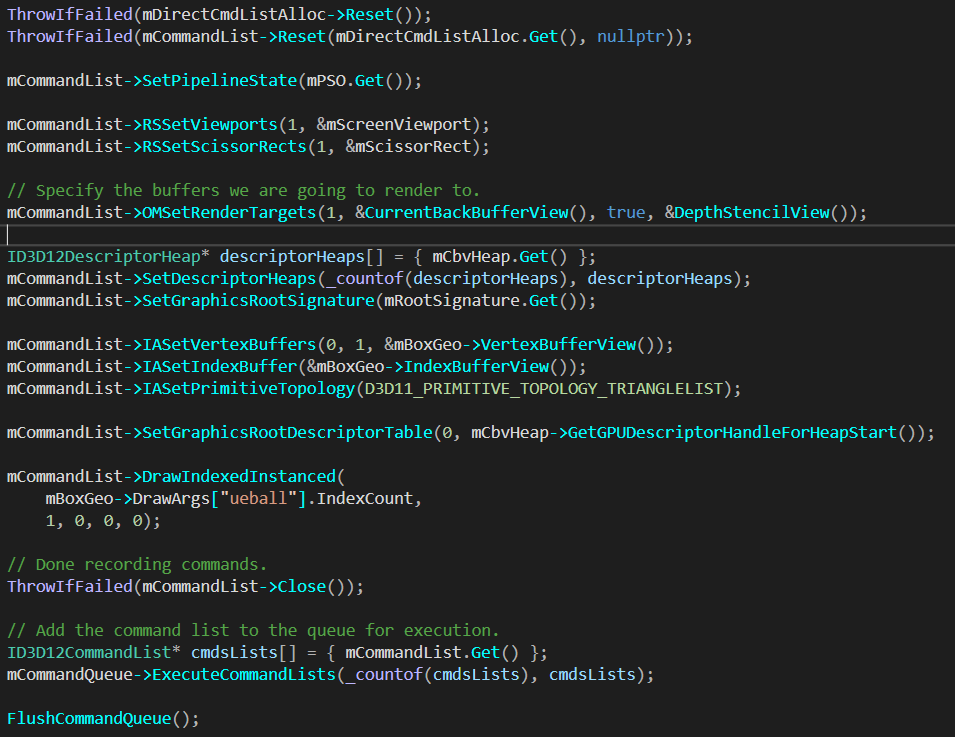 ThrowIfFailed(mDirectCmdListAlloc->Reset());
ThrowIfFailed(mCommandList->Reset(mDirectCmdListAlloc.Get(), nullptr));

mCommandList->SetPipelineState(mPSO.Get());

mCommandList->RSSetViewports(1, &mScreenViewport);
mCommandList->RSSetScissorRects(1, &mScissorRect);

// Specify the buffers we are going to render to.
mCommandList->OMSetRenderTargets(1, &CurrentBackBufferView(), true, &DepthStencilView());

ID3D12DescriptorHeap* descriptorHeaps[] = { mCbvHeap.Get() };
mCommandList->SetDescriptorHeaps(_countof(descriptorHeaps), descriptorHeaps);
mCommandList->SetGraphicsRootSignature(mRootSignature.Get());

mCommandList->IASetVertexBuffers(0, 1, &mBoxGeo->VertexBufferView());
mCommandList->IASetIndexBuffer(&mBoxGeo->IndexBufferView());
mCommandList->IASetPrimitiveTopology(D3D11_PRIMITIVE_TOPOLOGY_TRIANGLELIST);

mCommandList->SetGraphicsRootDescriptorTable(0, mCbvHeap->GetGPUDescriptorHandleForHeapStart());

mCommandList->DrawIndexedInstanced(
    mBoxGeo->DrawArgs["ueball"].IndexCount,
    1, 0, 0, 0);

// Done recording commands.
ThrowIfFailed(mCommandList->Close());

// Add the command list to the queue for execution.
ID3D12CommandList* cmdsLists[] = { mCommandList.Get() };
mCommandQueue->ExecuteCommandLists(_countof(cmdsLists), cmdsLists);

FlushCommandQueue();